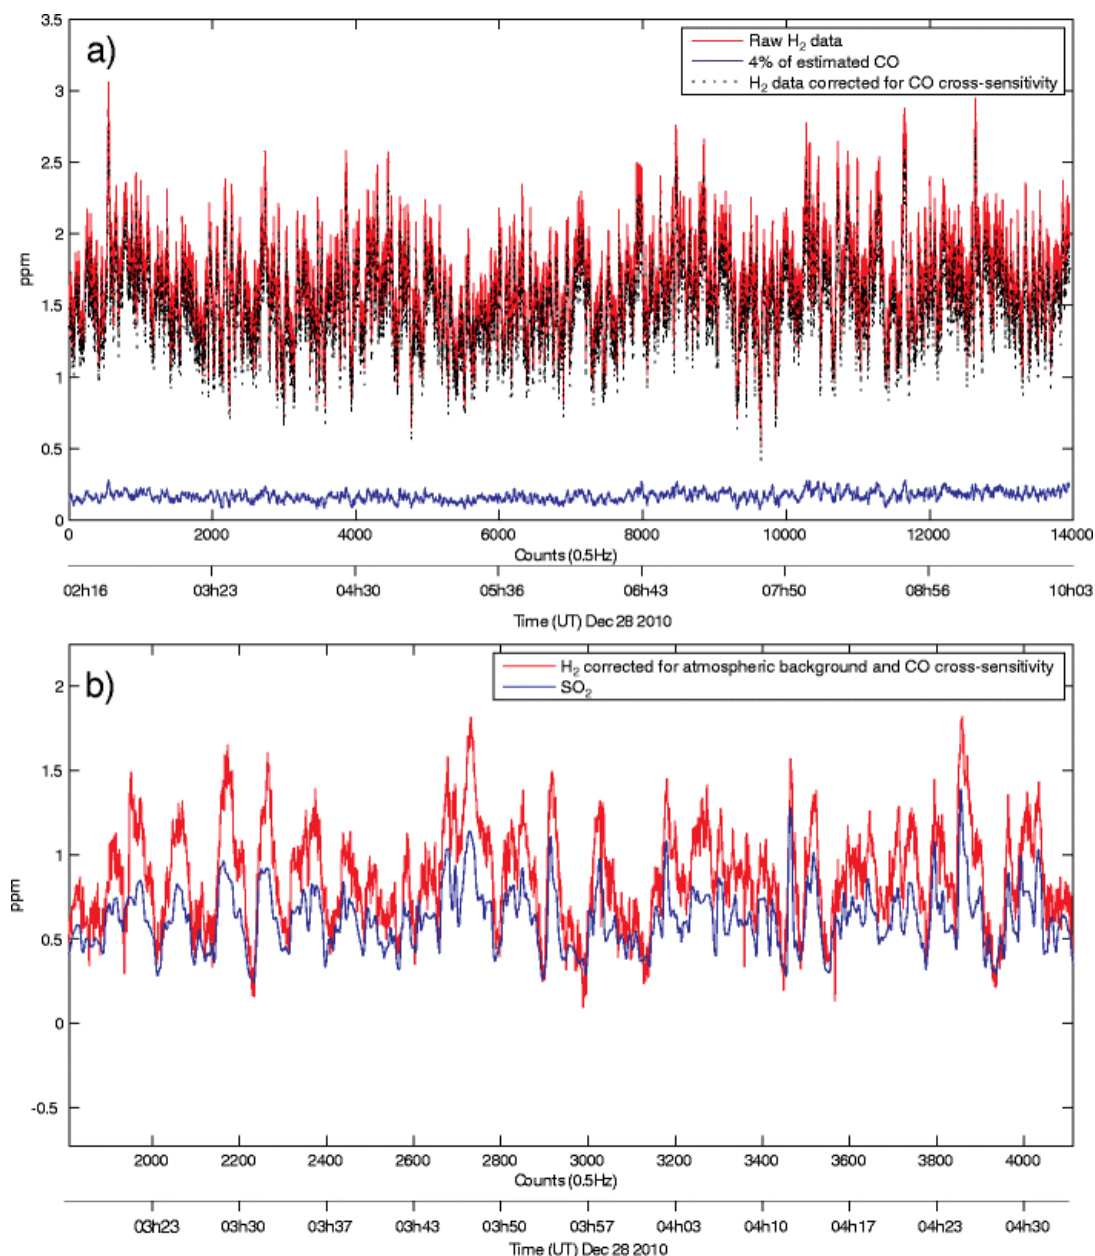 a)
Raw H₂ data
4% of estimated CO
H₂ data corrected for CO cross-sensitivity
3.5
3
2.5
2
1.5
1
0.5
0
ppm
0 2000 4000 6000 8000 10000 12000 14000
Counts (0.5Hz)
02h16 03h23 04h30 05h36 06h43 07h50 08h56 10h03
Time (UT) Dec 28 2010
b)
H₂ corrected for atmospheric background and CO cross-sensitivity
SO₂
2
1.5
1
0.5
0
-0.5
ppm
2000 2200 2400 2600 2800 3000 3200 3400 3600 3800 4000
Counts (0.5Hz)
03h23 03h30 03h37 03h43 03h50 03h57 04h03 04h10 04h17 04h23 04h30
Time (UT) Dec 28 2010